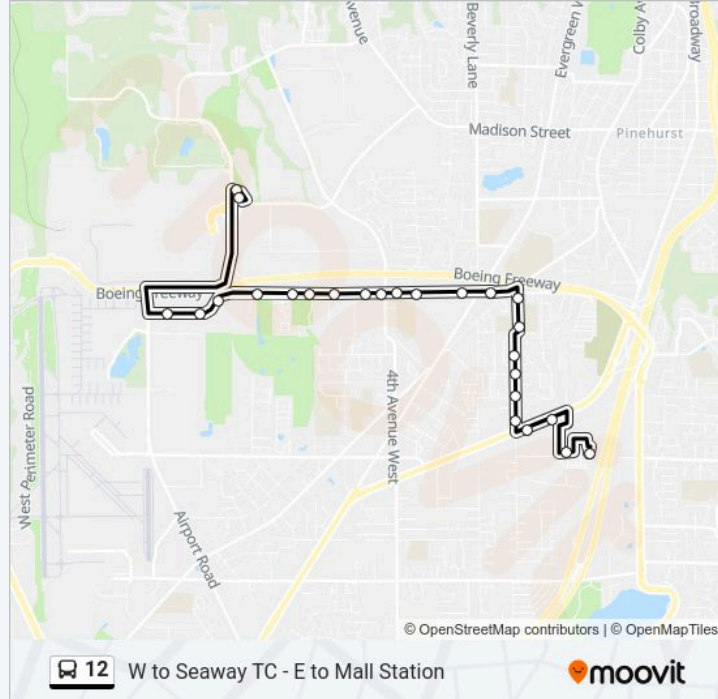 Avenue
Beverly Lane
Evergreen W
Colby Av
Broadway
Madison Street
Pinehurst
Boeing Freeway
Boeing Freeway
West Perimeter Road
4th Avenue West
Airport Road
© OpenStreetMap contributors | © OpenMapTiles
12 W to Seaway TC - E to Mall Station
moovit